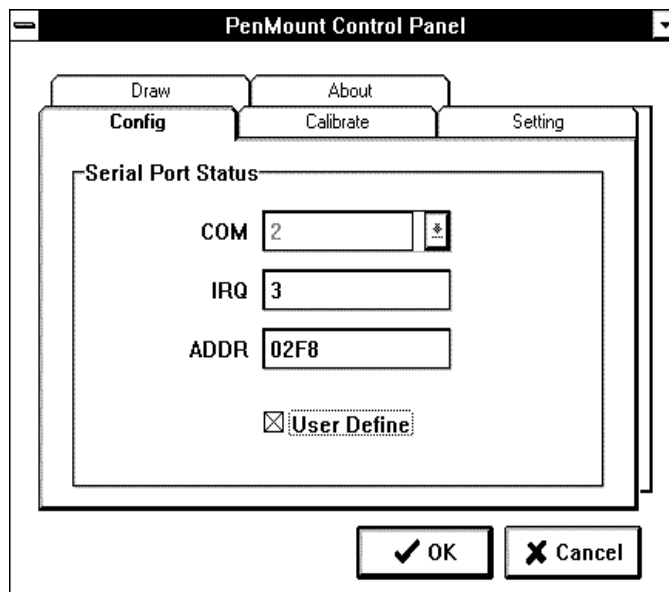 PenMount Control Panel
Draw About
Config Calibrate Setting
Serial Port Status
COM 2
IRQ 3
ADDR 02F8
User Define
OK Cancel